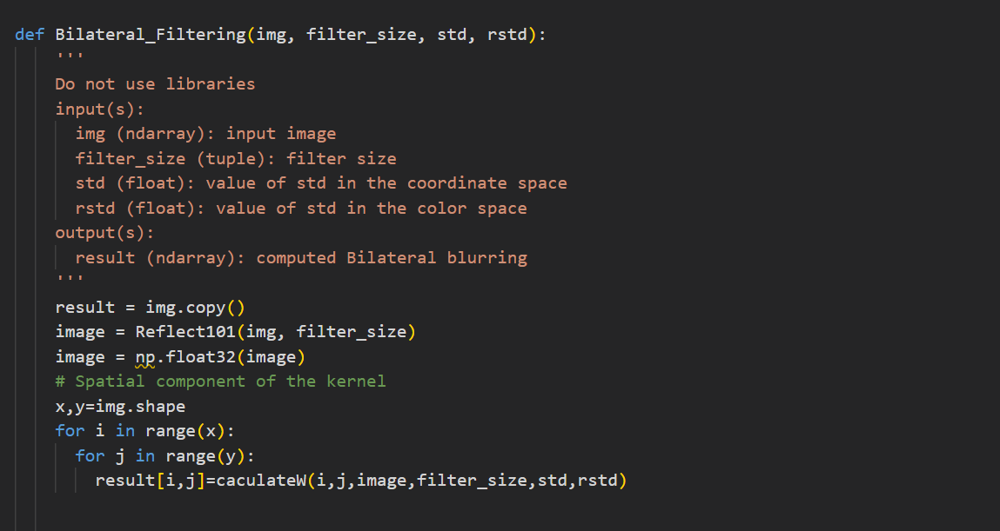 def Bilateral_Filtering(img, filter_size, std, rstd):
    '''
    Do not use libraries
    input(s):
      img (ndarray): input image
      filter_size (tuple): filter size
      std (float): value of std in the coordinate space
      rstd (float): value of std in the color space
    output(s):
      result (ndarray): computed Bilateral blurring
    '''
    result = img.copy()
    image = Reflect101(img, filter_size)
    image = np.float32(image)
    # Spatial component of the kernel
    x,y=img.shape
    for i in range(x):
      for j in range(y):
        result[i,j]=caculateW(i,j,image,filter_size,std,rstd)